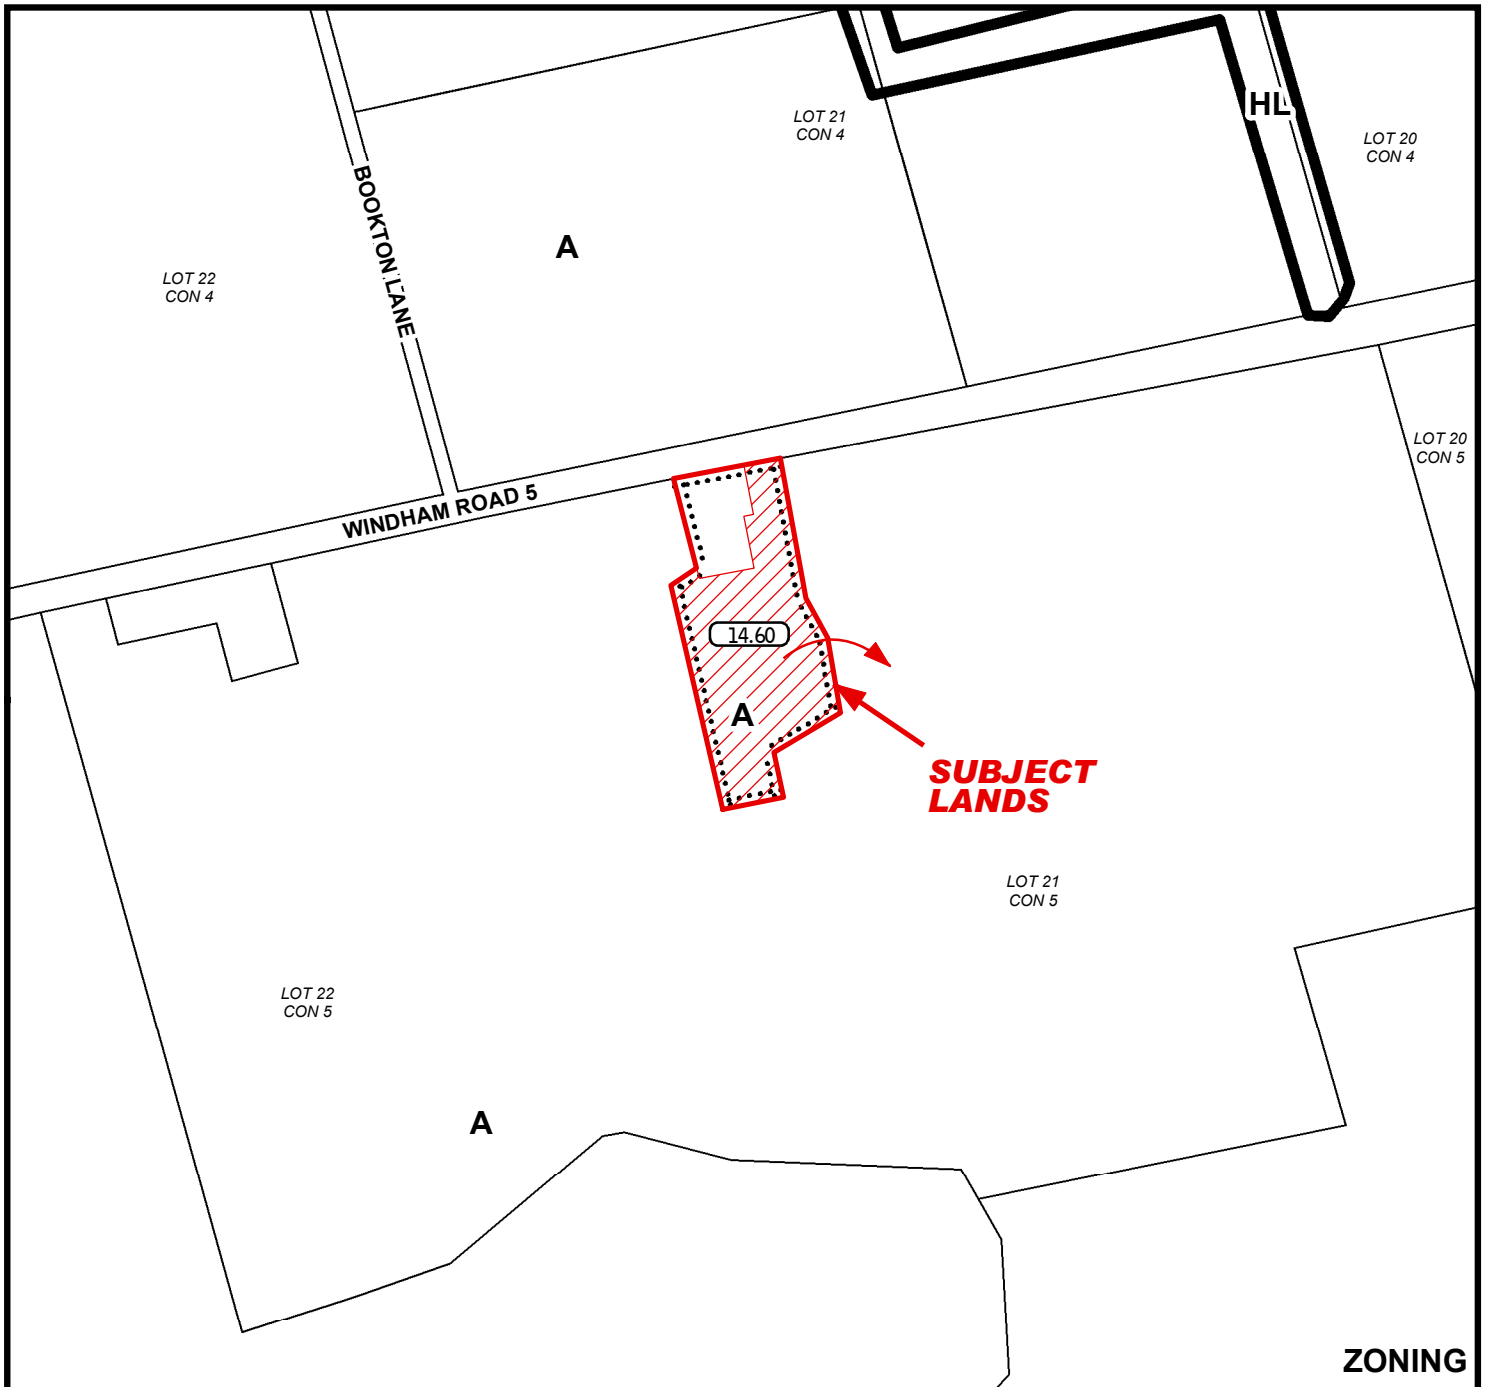 LOT 21
CON 4
HL
LOT 20
CON 4
BOOKTON LANE
A
LOT 22
CON 4
LOT 20
CON 5
WINDHAM ROAD 5
14.60
A
SUBJECT
LANDS
LOT 21
CON 5
LOT 22
CON 5
A
ZONING